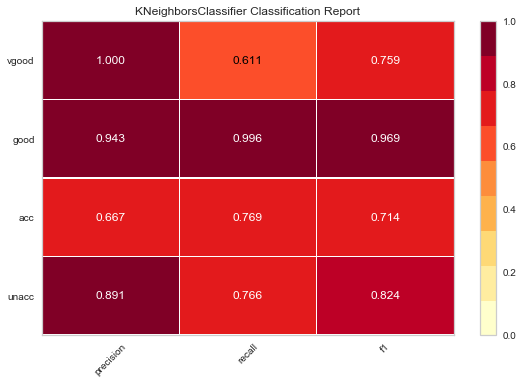 KNeighborsClassifier Classification Report
vgood 1.000 0.611 0.759
good 0.943 0.996 0.969
acc 0.667 0.769 0.714
unacc 0.891 0.766 0.824
precision recall f1
1.0
0.8
0.6
0.4
0.2
0.0